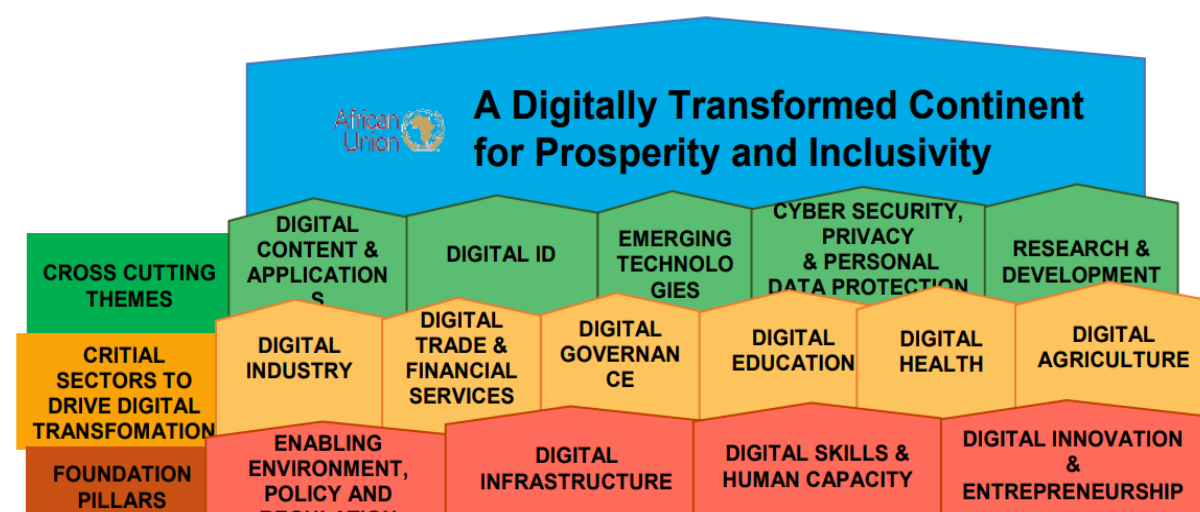 African
Union
A Digitally Transformed Continent
for Prosperity and Inclusivity
CROSS CUTTING
THEMES
DIGITAL
CONTENT &
APPLICATION
S
DIGITAL ID
EMERGING
TECHNOLO
GIES
CYBER SECURITY,
PRIVACY
& PERSONAL
DATA PROTECTION
RESEARCH &
DEVELOPMENT
CRITIAL
SECTORS TO
DRIVE DIGITAL
TRANSFOMATION
DIGITAL
INDUSTRY
DIGITAL
TRADE &
FINANCIAL
SERVICES
DIGITAL
GOVERNAN
CE
DIGITAL
EDUCATION
DIGITAL
HEALTH
DIGITAL
AGRICULTURE
FOUNDATION
PILLARS
ENABLING
ENVIRONMENT,
POLICY AND
REGULATION
DIGITAL
INFRASTRUCTURE
DIGITAL SKILLS &
HUMAN CAPACITY
DIGITAL INNOVATION
&
ENTREPRENEURSHIP